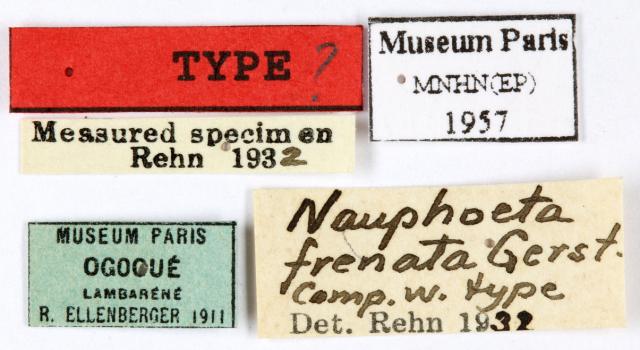 TYPE ?
Museum Paris
MNHN(EP)
1957
Measured specimen
Rehn 1932
MUSEUM PARIS
OGOOUÉ
LAMBARÉNÉ
R. ELLENBERGER 1911
Nauphoeta
frenata Gerst.
Comp. w. type
Det. Rehn 1932